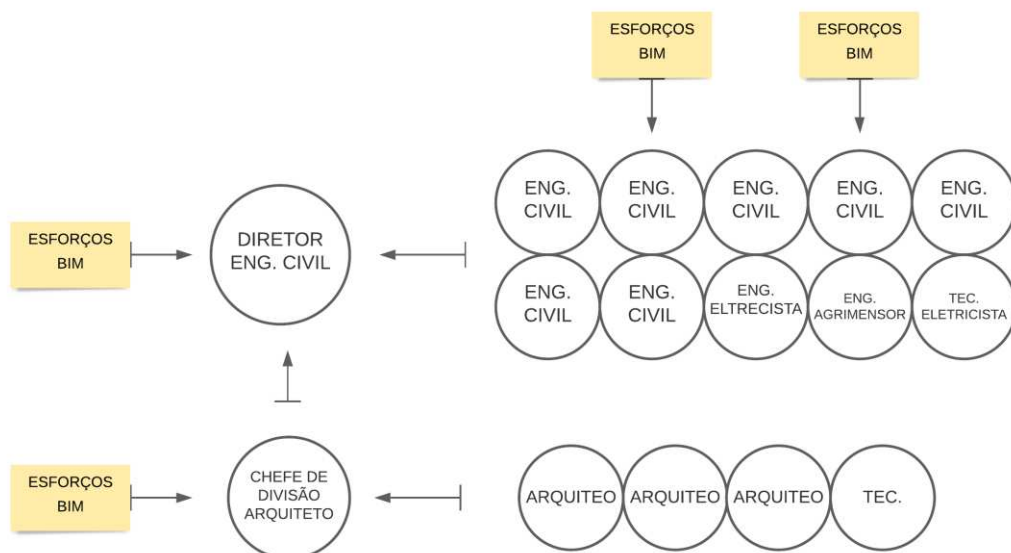 ESFORÇOS
BIM
ESFORÇOS
BIM
ENG.
CIVIL
ENG.
CIVIL
ENG.
CIVIL
ENG.
CIVIL
ENG.
CIVIL
ESFORÇOS
BIM
DIRETOR
ENG. CIVIL
ENG.
CIVIL
ENG.
CIVIL
ENG.
ELTRECISTA
ENG.
AGRIMENSOR
TEC.
ELETRICISTA
ESFORÇOS
BIM
CHEFE DE
DIVISÃO
ARQUITETO
ARQUITEO
ARQUITEO
ARQUITEO
TEC.